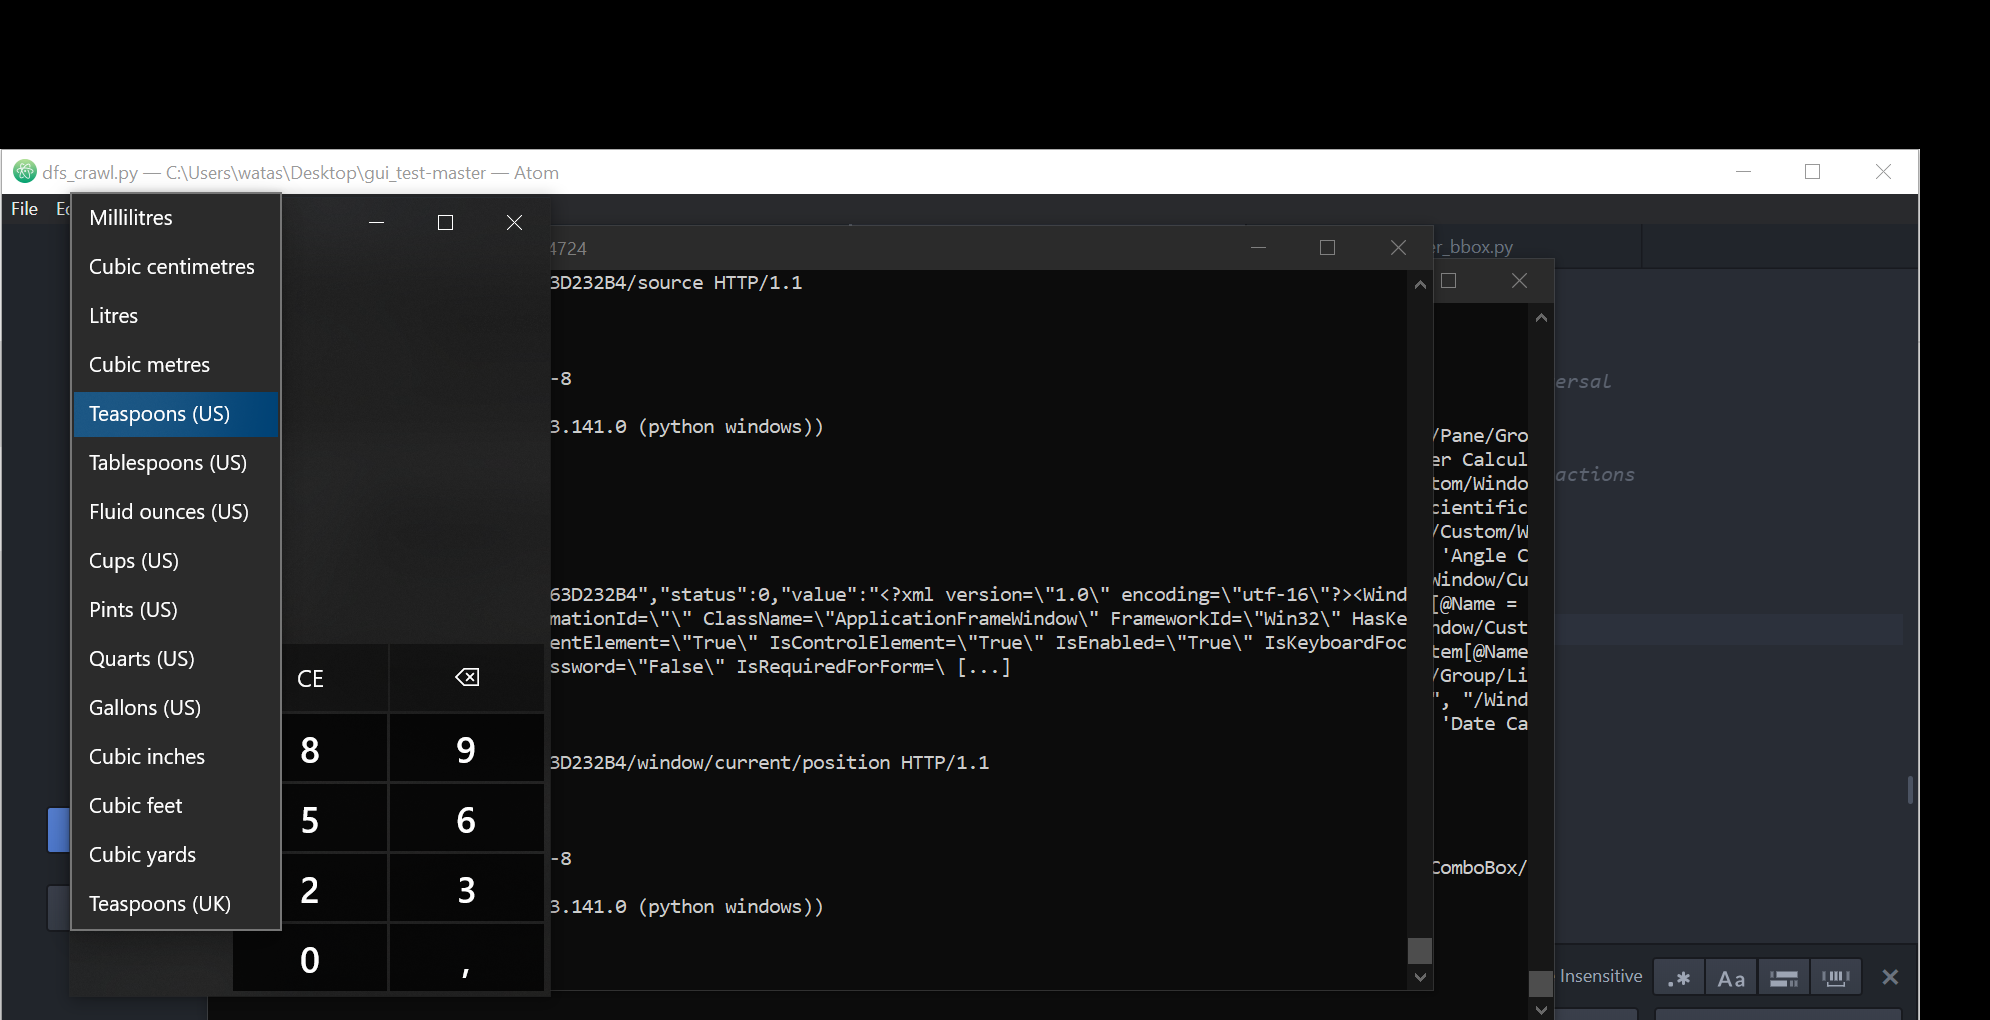 dfs_crawl.py — C:\Users\watas\Desktop\gui_test-master — Atom
File
Millilitres
Cubic centimetres
Litres
Cubic metres
Teaspoons (US)
Tablespoons (US)
Fluid ounces (US)
Cups (US)
Pints (US)
Quarts (US)
Gallons (US)
Cubic inches
Cubic feet
Cubic yards
Teaspoons (UK)
CE
8
9
5
6
2
3
0
,
4724
3D232B4/source HTTP/1.1
-8
3.141.0 (python windows))
63D232B4","status":0,"value":"<?xml version=\"1.0\" encoding=\"utf-16\"?><Wind
mationId=\"\" ClassName=\"ApplicationFrameWindow\" FrameworkId=\"Win32\" HasKe
entElement=\"True\" IsControlElement=\"True\" IsEnabled=\"True\" IsKeyboardFoc
ssword=\"False\" IsRequiredForForm=\ [...]
3D232B4/window/current/position HTTP/1.1
-8
3.141.0 (python windows))
er_bbox.py
/Pane/Gro
er Calcul
tom/Windo
cientific
/Custom/W
'Angle C
Window/Cu
[@Name =
ndow/Cust
tem[@Name
/Group/Li
", "/Wind
'Date Ca
ComboBox/
ersal
actions
Insensitive
.*
Aa